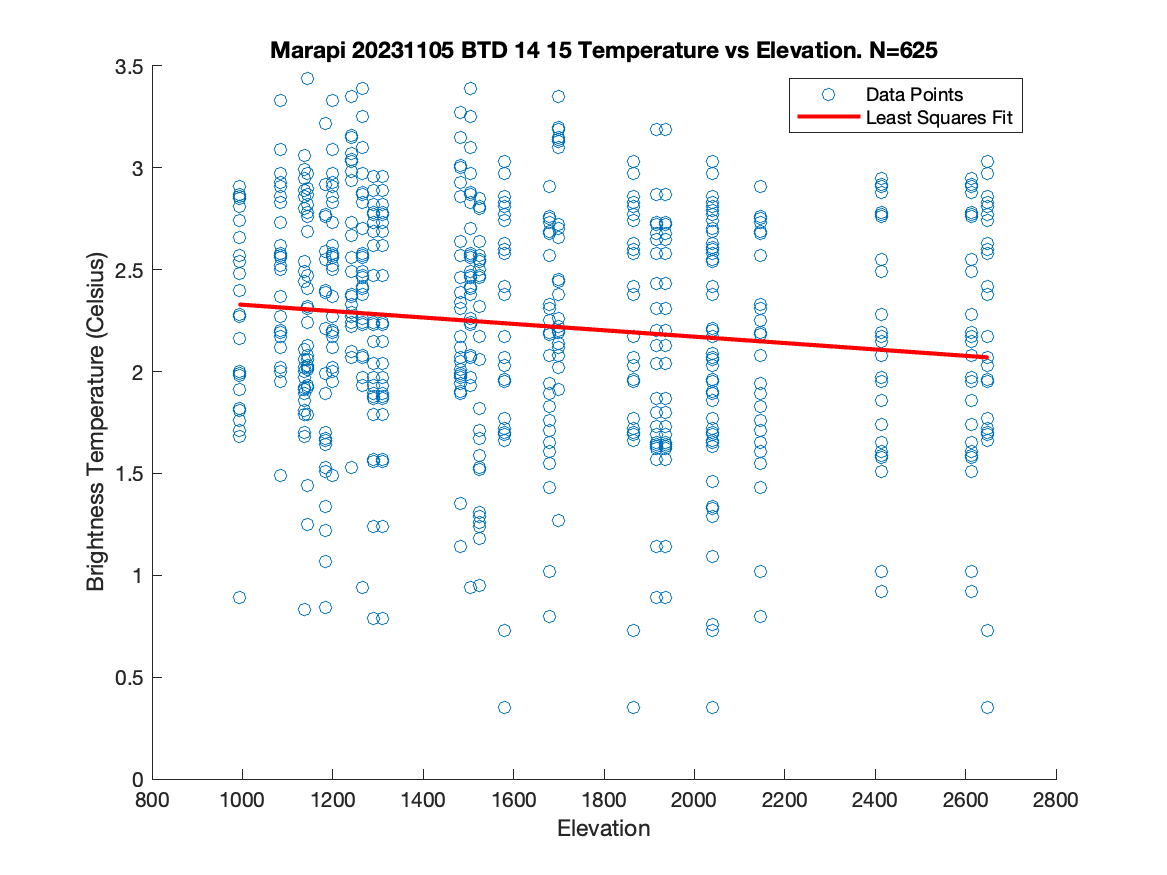 Marapi 20231105 BTD 14 15 Temperature vs Elevation. N=625
Data Points
Least Squares Fit
Brightness Temperature (Celsius)
3.5
3
2.5
2
1.5
1
0.5
0
800 1000 1200 1400 1600 1800 2000 2200 2400 2600 2800
Elevation